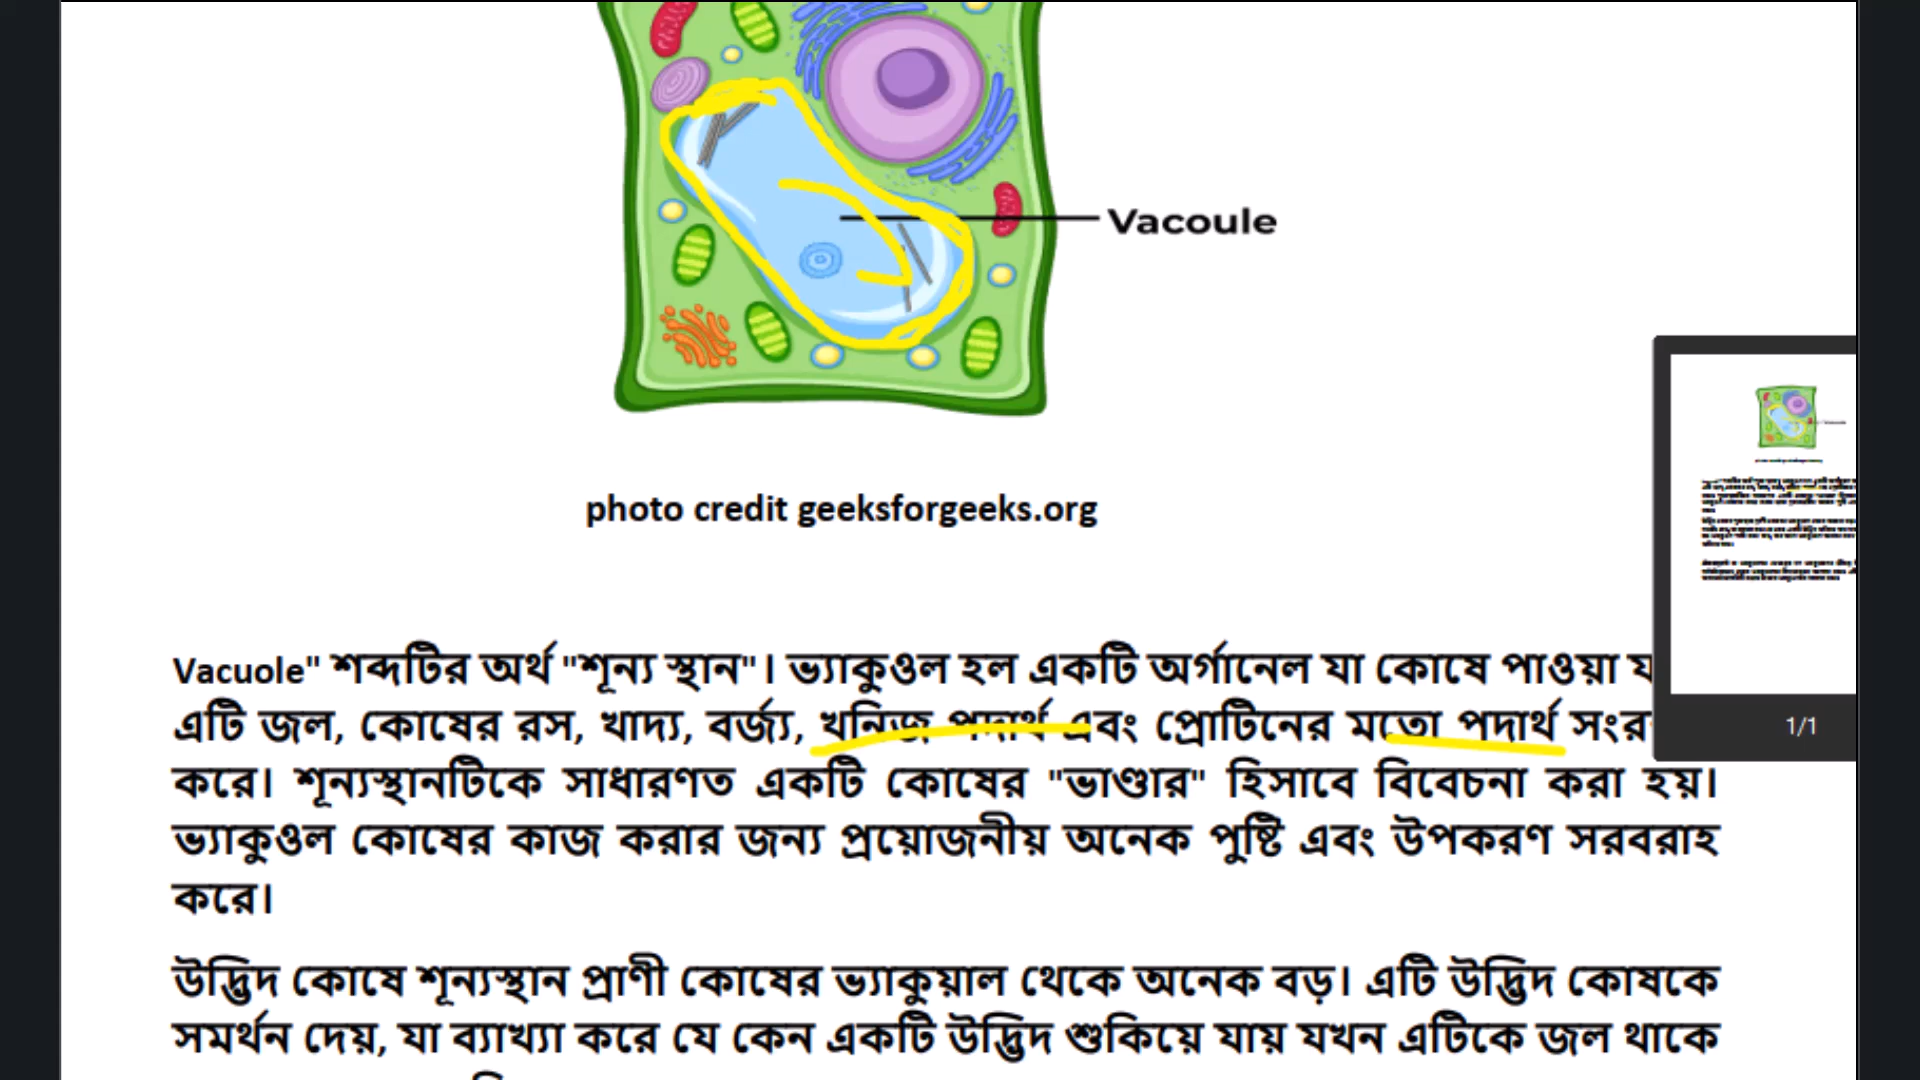 Vacoule
photo credit geeksforgeeks.org
Vacuole" শব্দটির অর্থ "শূন্য স্থান"। ভ্যাকুওল হল একটি অর্গানেল যা কোষে পাওয়া
এটি জল, কোষের রস, খাদ্য, বর্জ্য, খনিজ পদার্থ এবং প্রোটিনের মতো পদার্থ
1/1
করে। শূন্যস্থানটিকে সাধারণত একটি কোষের "ভাণ্ডার" হিসাবে বিবেচনা করা হয়।
ভ্যাকুওল কোষের কাজ করার জন্য প্রয়োজনীয় অনেক পুষ্টি এবং উপকরণ সরবরাহ
করে।
উদ্ভিদ কোষে শূন্যস্থান প্রাণী কোষের ভ্যাকুয়াল থেকে অনেক বড়। এটি উদ্ভিদ কোষকে
সমর্থন দেয়, যা ব্যাখ্যা করে যে কেন একটি উদ্ভিদ শুকিয়ে যায় যখন এটিকে জল থাকে